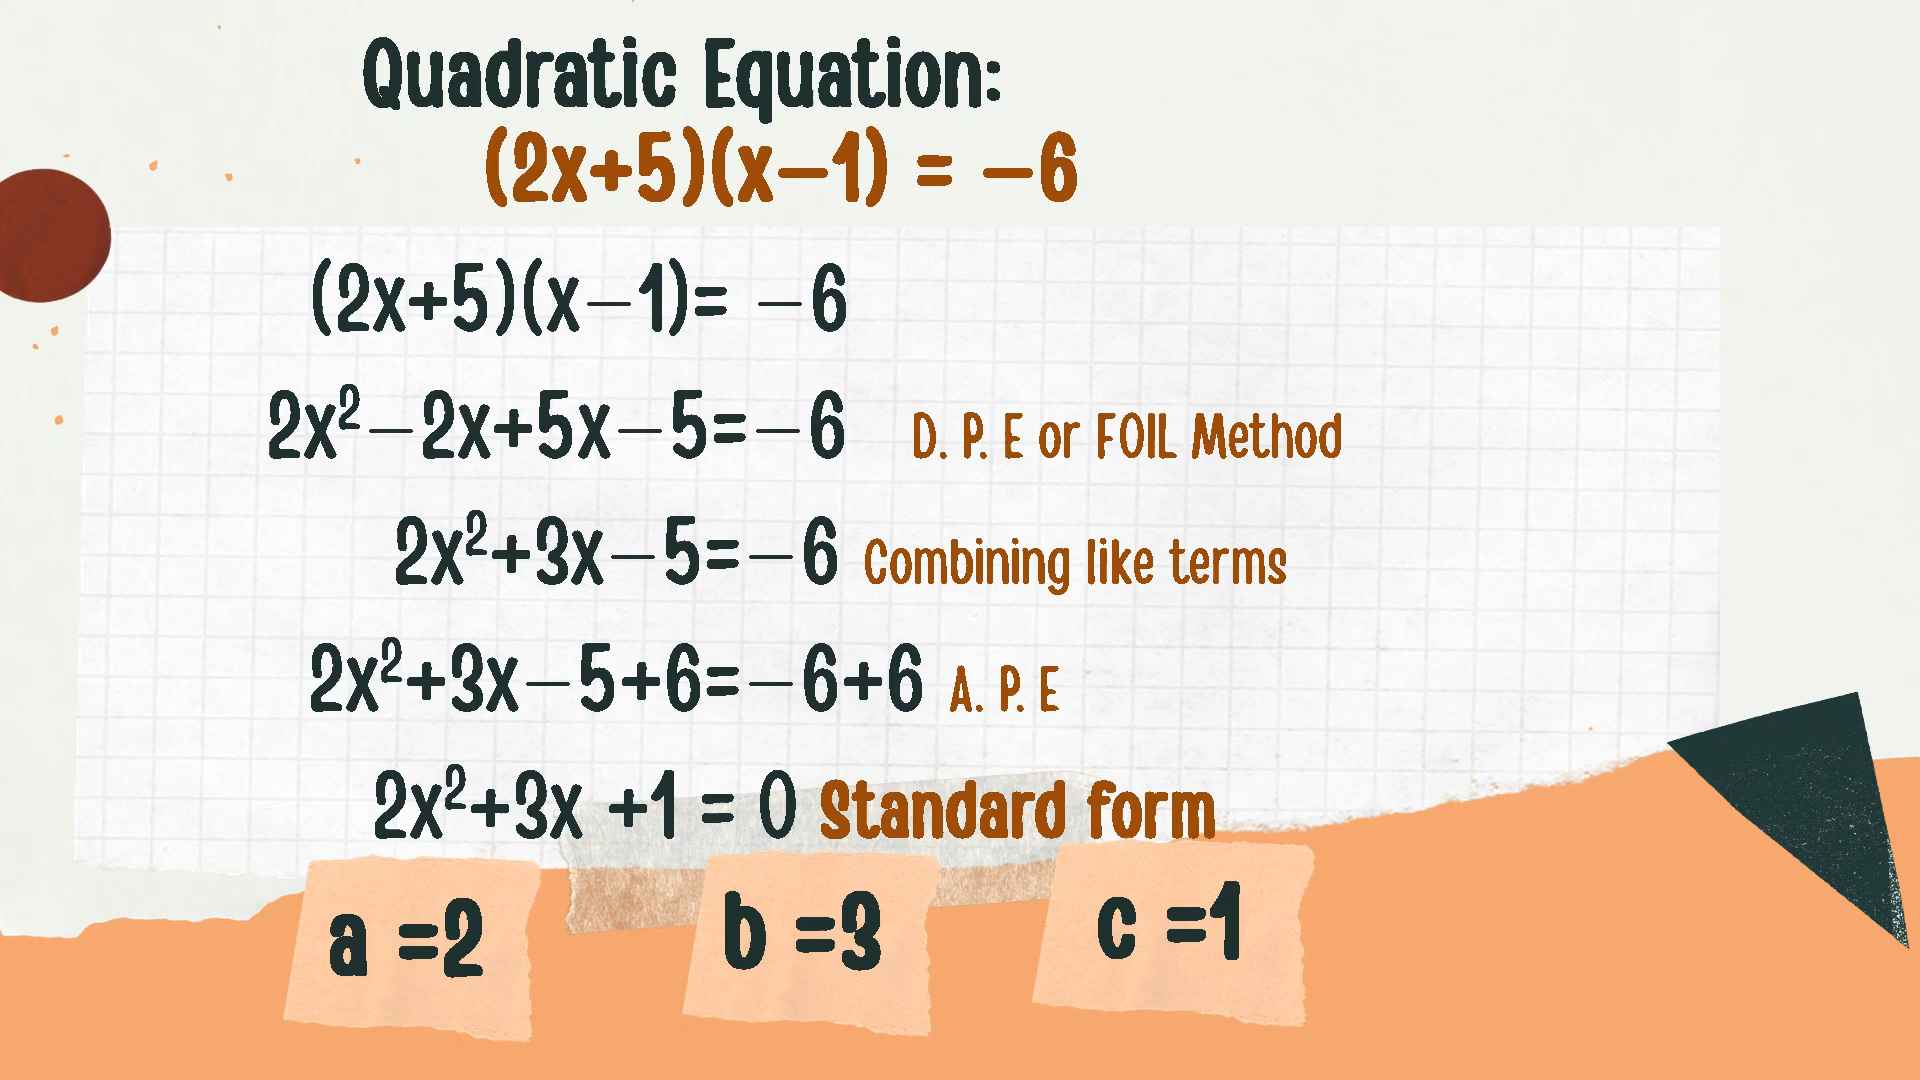 Quadratic Equation:
(2x+5)(x–1) = –6
(2x+5)(x–1)= –6
2x²–2x+5x–5=–6 D. P. E or FOIL Method
2x²+3x–5=–6 Combining like terms
2x²+3x–5+6=–6+6 A. P. E
2x²+3x +1 = 0 Standard form
a =2 b =3 c =1